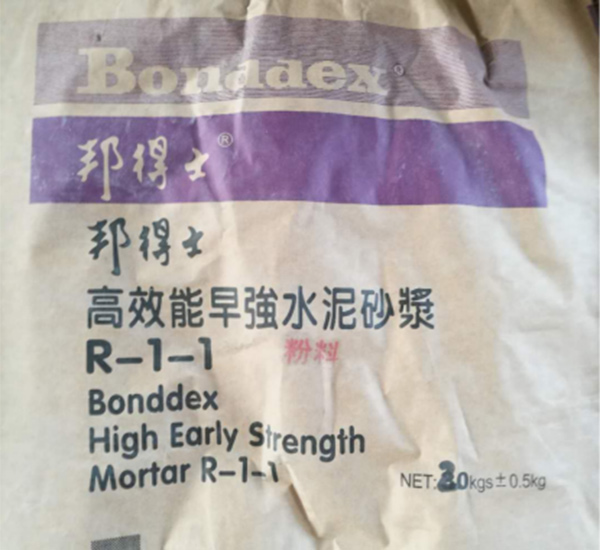 Bonddex®
邦得士®
邦得士
高效能早強水泥砂漿
R-1-1 粉料
Bonddex
High Early Strength
Mortar R-1-1
NET:20kgs±0.5kg